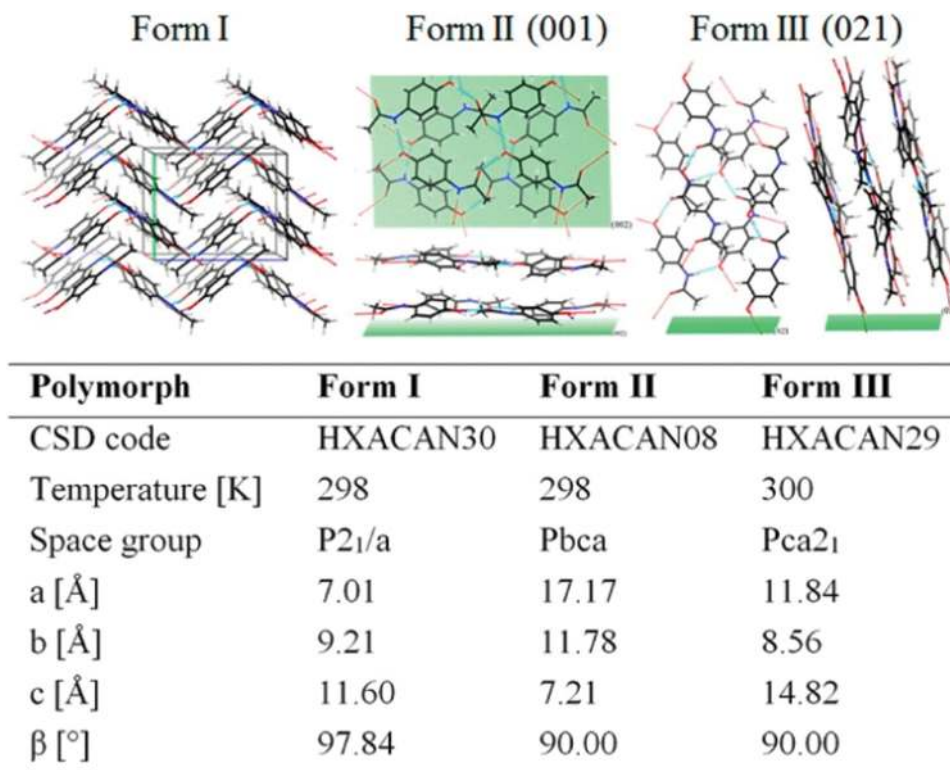 Form I Form II (001) Form III (021)
(002)
Polymorph Form I Form II Form III
CSD code HXACAN30 HXACAN08 HXACAN29
Temperature [K] 298 298 300
Space group P2₁/a Pbca Pca2₁
a [Å] 7.01 17.17 11.84
b [Å] 9.21 11.78 8.56
c [Å] 11.60 7.21 14.82
β [°] 97.84 90.00 90.00